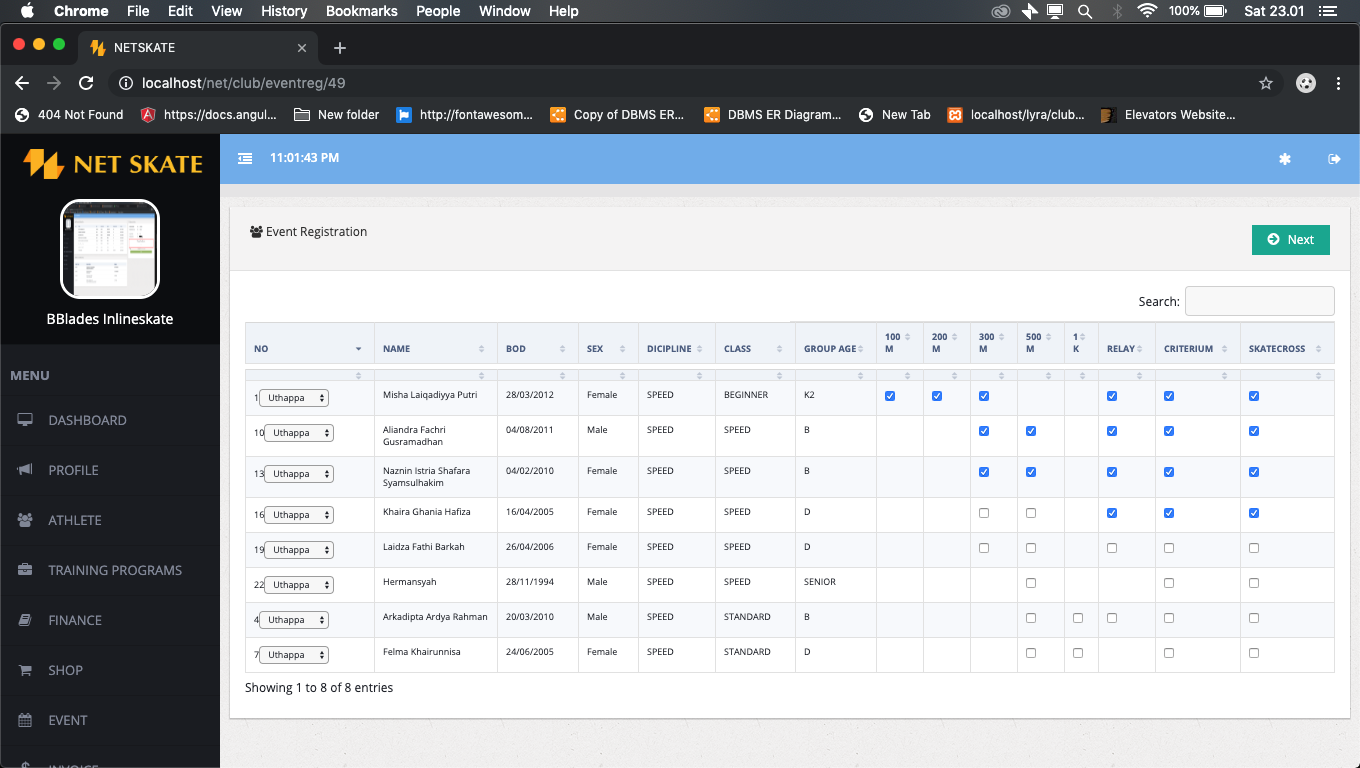 Chrome File Edit View History Bookmarks People Window Help 100% Sat 23.01
NETSKATE
localhost/net/club/eventreg/49
404 Not Found https://docs.angul... New folder http://fontawesom... Copy of DBMS ER... DBMS ER Diagram... New Tab localhost/lyra/club... Elevators Website...
NET SKATE
BBlades Inlineskate
MENU
DASHBOARD
PROFILE
ATHLETE
TRAINING PROGRAMS
FINANCE
SHOP
EVENT
INVOICE
11:01:43 PM
Event Registration
Next
Search:
NO NAME BOD SEX DICIPLINE CLASS GROUP AGE 100 M 200 M 300 M 500 M 1 K RELAY CRITERIUM SKATECROSS
1 Uthappa Misha Laiqadiyya Putri 28/03/2012 Female SPEED BEGINNER K2
10 Uthappa Aliandra Fachri Gusramadhan 04/08/2011 Male SPEED SPEED B
13 Uthappa Naznin Istria Shafara Syamsulhakim 04/02/2010 Female SPEED SPEED B
16 Uthappa Khaira Ghania Hafiza 16/04/2005 Female SPEED SPEED D
19 Uthappa Laidza Fathi Barkah 26/04/2006 Female SPEED SPEED D
22 Uthappa Hermansyah 28/11/1994 Male SPEED SPEED SENIOR
4 Uthappa Arkadipta Ardya Rahman 20/03/2010 Male SPEED STANDARD B
7 Uthappa Felma Khairunnisa 24/06/2005 Female SPEED STANDARD D
Showing 1 to 8 of 8 entries